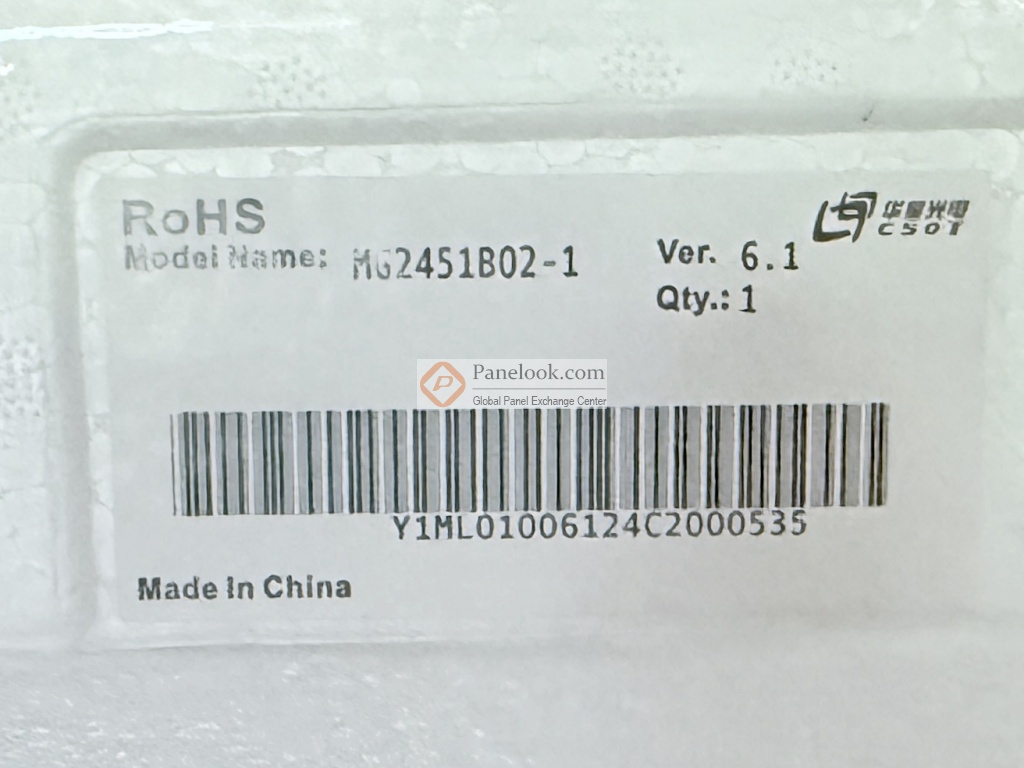 RoHS
华星光电
CSOT
Model Name: MG2451B02-1
Ver. 6.1
Qty.: 1
Panelook.com
Global Panel Exchange Center
Y1ML01006124C2000535
Made In China